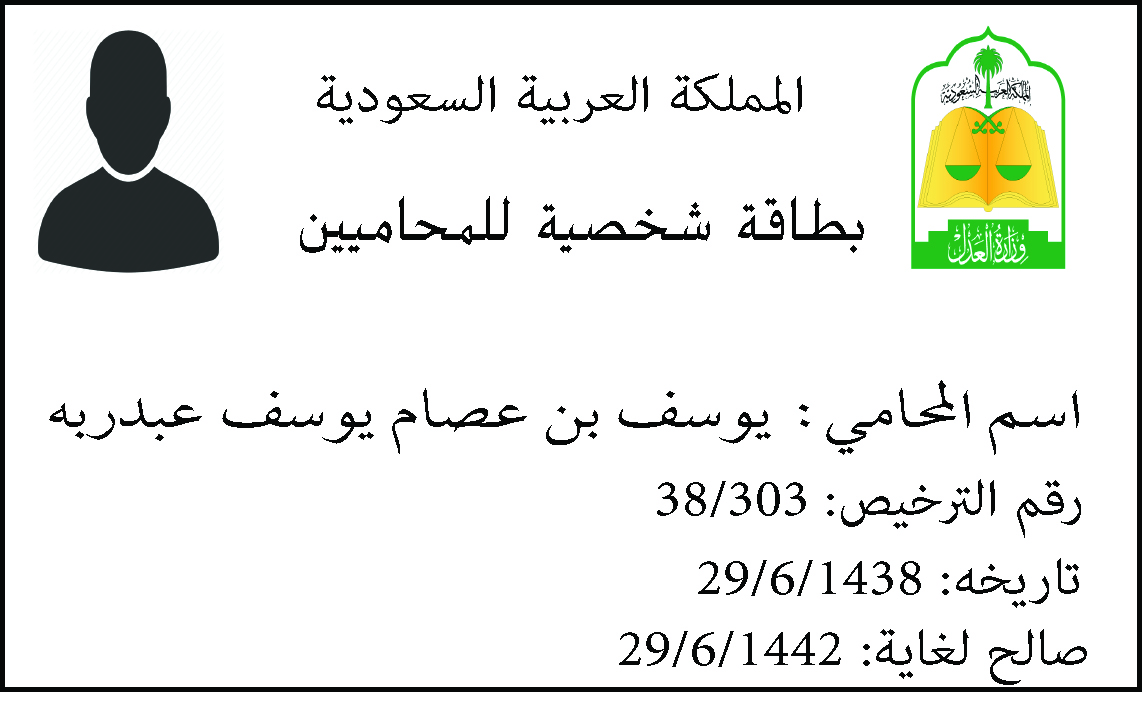 المملكة العربية السعودية
بطاقة شخصية للمحاميين
المملكة العربية السعودية
وزارة العدل
اسم المحامي : يوسف بن عصام يوسف عبدربه
رقم الترخيص: 38/303
تاريخه: 29/6/1438
صالح لغاية: 29/6/1442